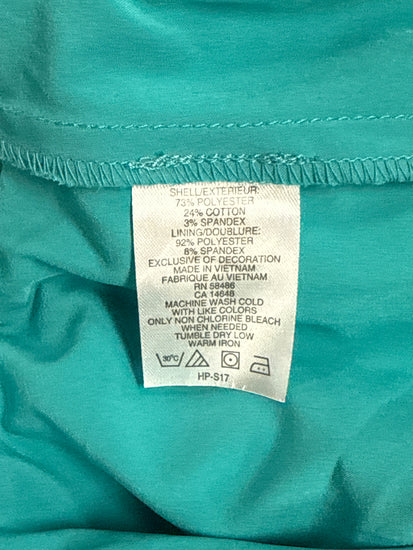 SHELL/EXTERIEUR:
73% POLYESTER
24% COTTON
3% SPANDEX
LINING/DOUBLURE:
92% POLYESTER
8% SPANDEX
EXCLUSIVE OF DECORATION
MADE IN VIETNAM
FABRIQUE AU VIETNAM
RN 58486
CA 14648
MACHINE WASH COLD
WITH LIKE COLORS
ONLY NON CHLORINE BLEACH
WHEN NEEDED
TUMBLE DRY LOW
WARM IRON
30°C
HP-S17